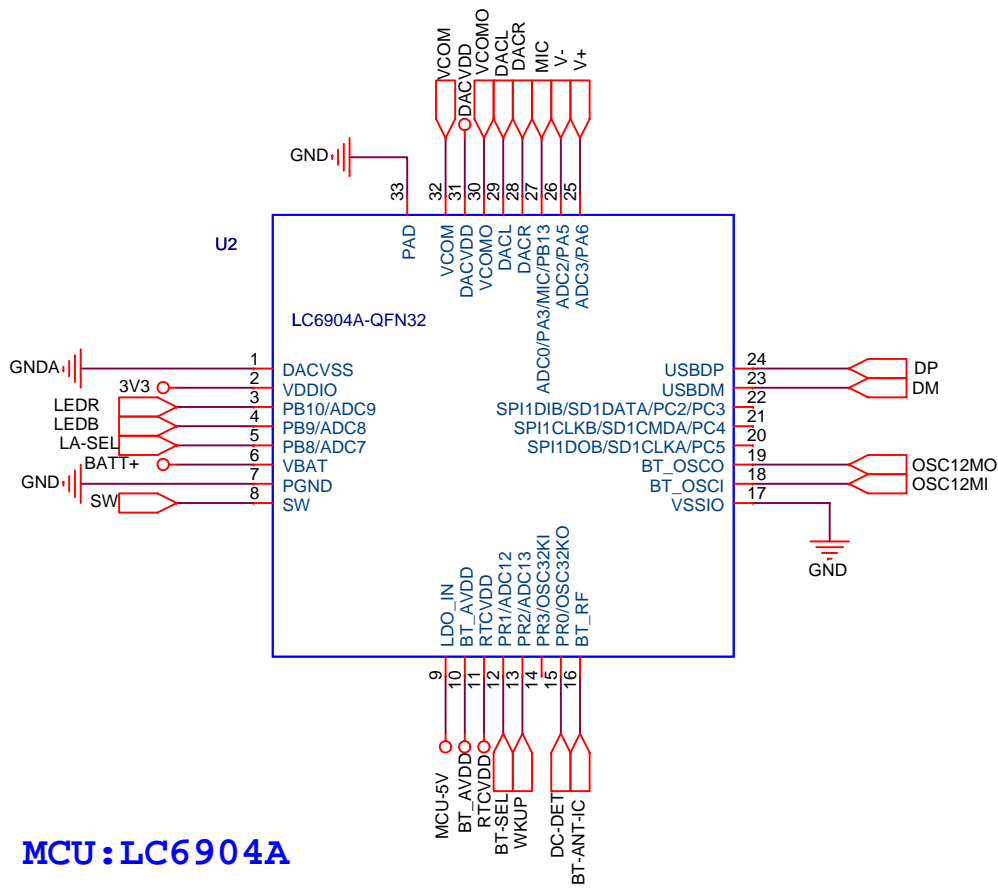 VCOM
DACVDD
VCOMO
DACL
DACR
MIC
V-
V+
GND
33
32
31
30
29
28
27
26
25
U2
PAD
VCOM
DACVDD
VCOMO
DACL
DACR
ADC0/PA3/MIC/PB13
ADC2/PA5
ADC3/PA6
LC6904A-QFN32
GNDA 1 DACVSS
3V3 2 VDDIO
LEDR 3 PB10/ADC9
LEDB 4 PB9/ADC8
LA-SEL 5 PB8/ADC7
BATT+ 6 VBAT
GND 7 PGND
SW 8 SW
USBDP 24 DP
USBDM 23 DM
SPI1DIB/SD1DATA/PC2/PC3 22
SPI1CLKB/SD1CMDA/PC4 21
SPI1DOB/SD1CLKA/PC5 20
BT_OSCO 19 OSC12MO
BT_OSCI 18 OSC12MI
VSSIO 17
GND
LDO_IN
BT_AVDD
RTCVDD
PR1/ADC12
PR2/ADC13
PR3/OSC32KI
PR0/OSC32KO
BT_RF
9
10
11
12
13
14
15
16
MCU-5V
BT_AVDD
RTCVDD
BT-SEL
WKUP
DC-DET
BT-ANT-IC
MCU:LC6904A